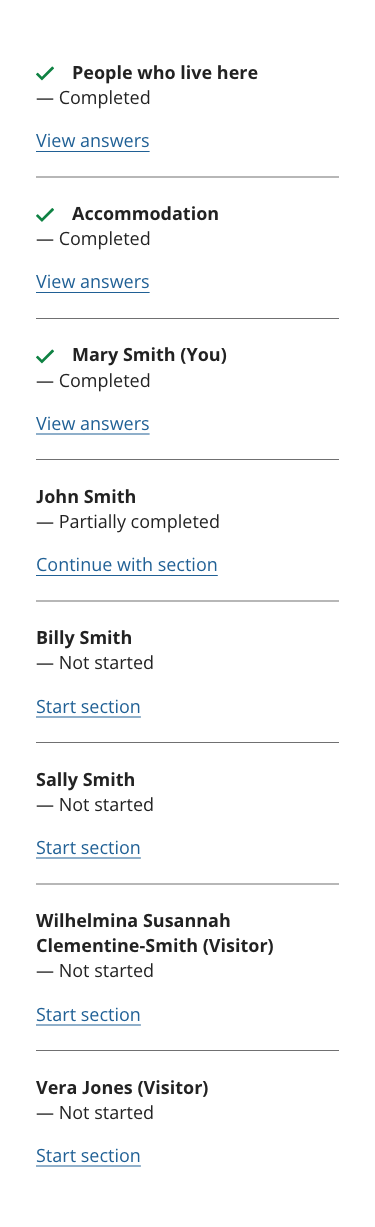 People who live here
— Completed
View answers
Accommodation
— Completed
View answers
Mary Smith (You)
— Completed
View answers
John Smith
— Partially completed
Continue with section
Billy Smith
— Not started
Start section
Sally Smith
— Not started
Start section
Wilhelmina Susannah
Clementine-Smith (Visitor)
— Not started
Start section
Vera Jones (Visitor)
— Not started
Start section